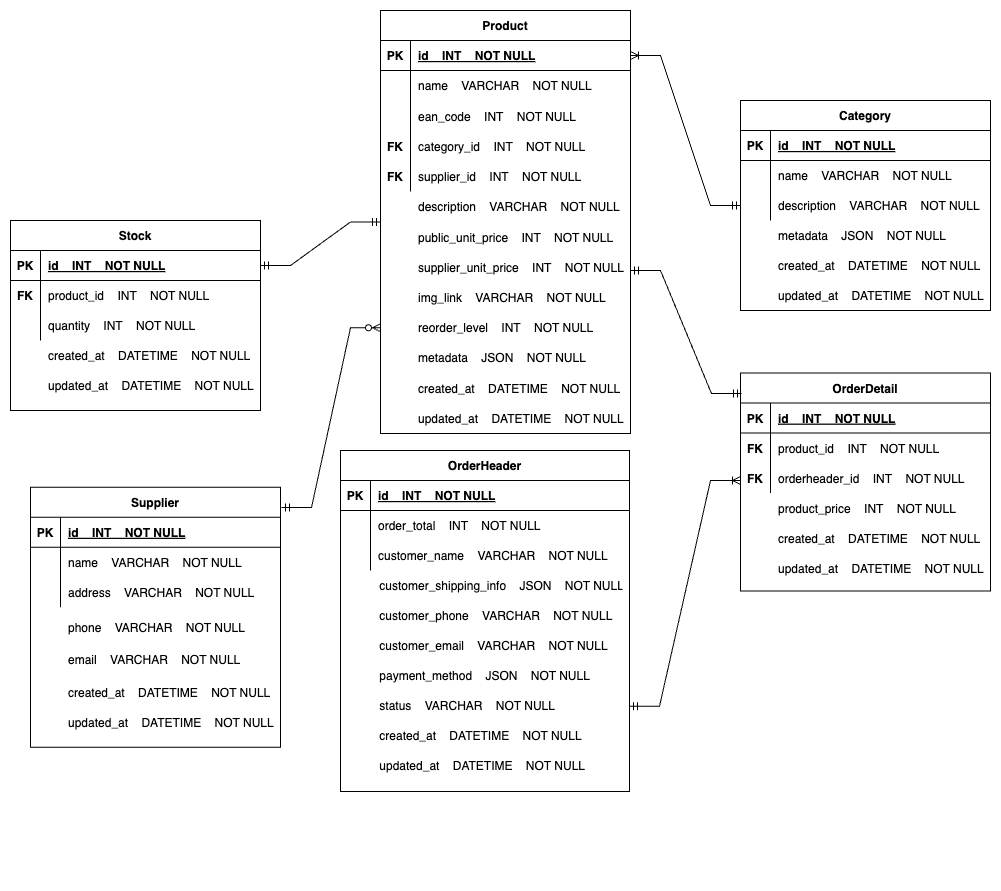 Product
PK id INT NOT NULL
name VARCHAR NOT NULL
ean_code INT NOT NULL
FK category_id INT NOT NULL
FK supplier_id INT NOT NULL
description VARCHAR NOT NULL
public_unit_price INT NOT NULL
supplier_unit_price INT NOT NULL
img_link VARCHAR NOT NULL
reorder_level INT NOT NULL
metadata JSON NOT NULL
created_at DATETIME NOT NULL
updated_at DATETIME NOT NULL
Category
PK id INT NOT NULL
name VARCHAR NOT NULL
description VARCHAR NOT NULL
metadata JSON NOT NULL
created_at DATETIME NOT NULL
updated_at DATETIME NOT NULL
Stock
PK id INT NOT NULL
FK product_id INT NOT NULL
quantity INT NOT NULL
created_at DATETIME NOT NULL
updated_at DATETIME NOT NULL
OrderDetail
PK id INT NOT NULL
FK product_id INT NOT NULL
FK orderheader_id INT NOT NULL
product_price INT NOT NULL
created_at DATETIME NOT NULL
updated_at DATETIME NOT NULL
OrderHeader
PK id INT NOT NULL
order_total INT NOT NULL
customer_name VARCHAR NOT NULL
customer_shipping_info JSON NOT NULL
customer_phone VARCHAR NOT NULL
customer_email VARCHAR NOT NULL
payment_method JSON NOT NULL
status VARCHAR NOT NULL
created_at DATETIME NOT NULL
updated_at DATETIME NOT NULL
Supplier
PK id INT NOT NULL
name VARCHAR NOT NULL
address VARCHAR NOT NULL
phone VARCHAR NOT NULL
email VARCHAR NOT NULL
created_at DATETIME NOT NULL
updated_at DATETIME NOT NULL